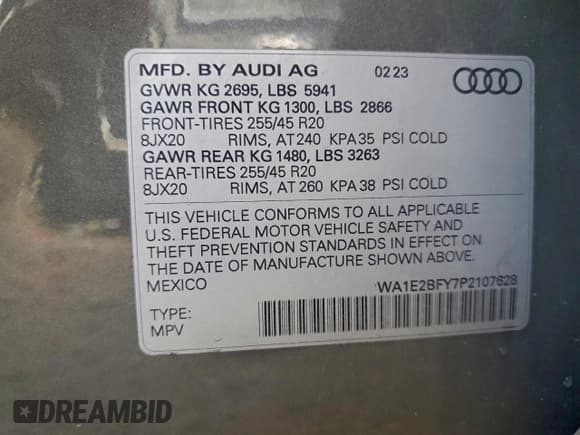 MFD. BY AUDI AG 02 23
GVWR KG 2695, LBS 5941
GAWR FRONT KG 1300, LBS 2866
FRONT-TIRES 255/45 R20
8JX20 RIMS, AT 240 KPA 35 PSI COLD
GAWR REAR KG 1480, LBS 3263
REAR-TIRES 255/45 R20
8JX20 RIMS, AT 260 KPA 38 PSI COLD
THIS VEHICLE CONFORMS TO ALL APPLICABLE
U.S. FEDERAL MOTOR VEHICLE SAFETY AND
THEFT PREVENTION STANDARDS IN EFFECT ON
THE DATE OF MANUFACTURE SHOWN ABOVE.
MEXICO WA1E2BFY7P2107628
TYPE:
MPV
DREAMBID